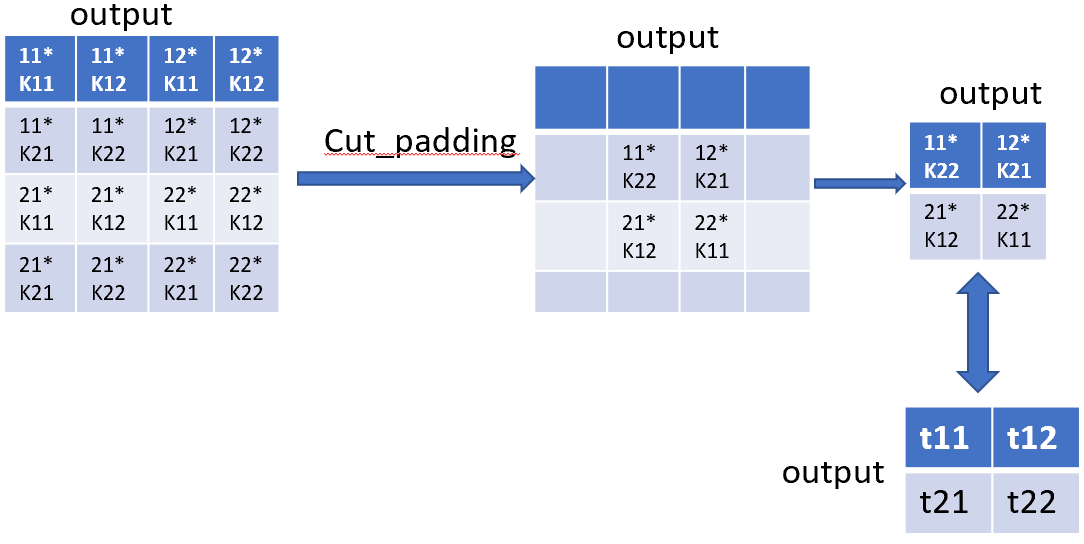 output
11* 11* 12* 12*
K11 K12 K11 K12
11* 11* 12* 12*
K21 K22 K21 K22
21* 21* 22* 22*
K11 K12 K11 K12
21* 21* 22* 22*
K21 K22 K21 K22
Cut_padding
output
11* 12*
K22 K21
21* 22*
K12 K11
output
11* 12*
K22 K21
21* 22*
K12 K11
output
t11 t12
t21 t22